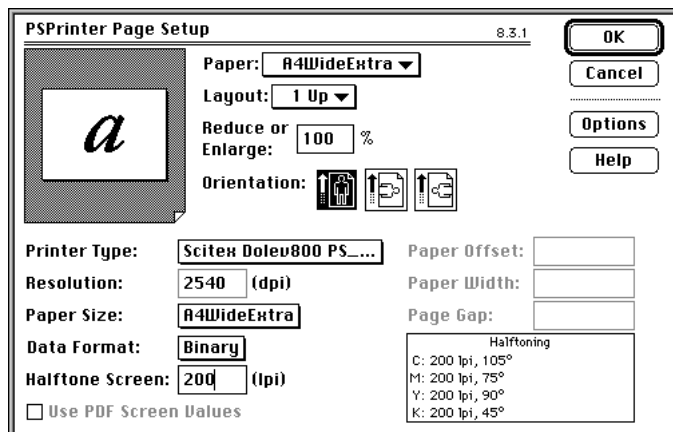 PSPrinter Page Setup
8.3.1
OK
Cancel
Options
Help
a
Paper: A4WideExtra
Layout: 1 Up
Reduce or
Enlarge: 100 %
Orientation:
Printer Type: Scitex Dolev800 PS_...
Resolution: 2540 (dpi)
Paper Size: A4WideExtra
Data Format: Binary
Halftone Screen: 200 (lpi)
Use PDF Screen Values
Paper Offset:
Paper Width:
Page Gap:
Halftoning
C: 200 lpi, 105°
M: 200 lpi, 75°
Y: 200 lpi, 90°
K: 200 lpi, 45°